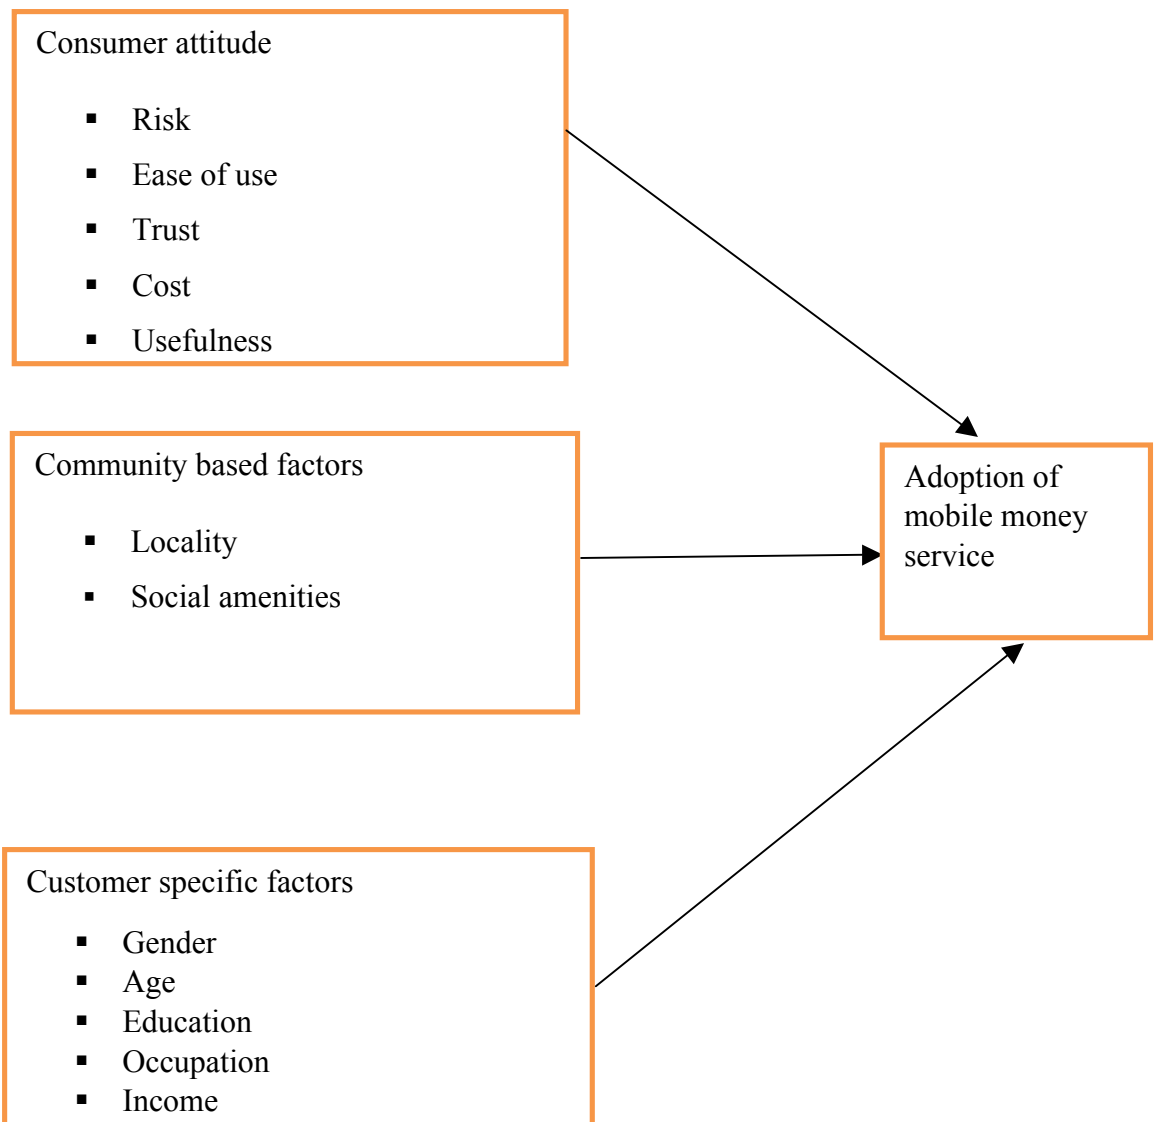 Consumer attitude
▪ Risk
▪ Ease of use
▪ Trust
▪ Cost
▪ Usefulness
Community based factors
▪ Locality
▪ Social amenities
Adoption of
mobile money
service
Customer specific factors
▪ Gender
▪ Age
▪ Education
▪ Occupation
▪ Income